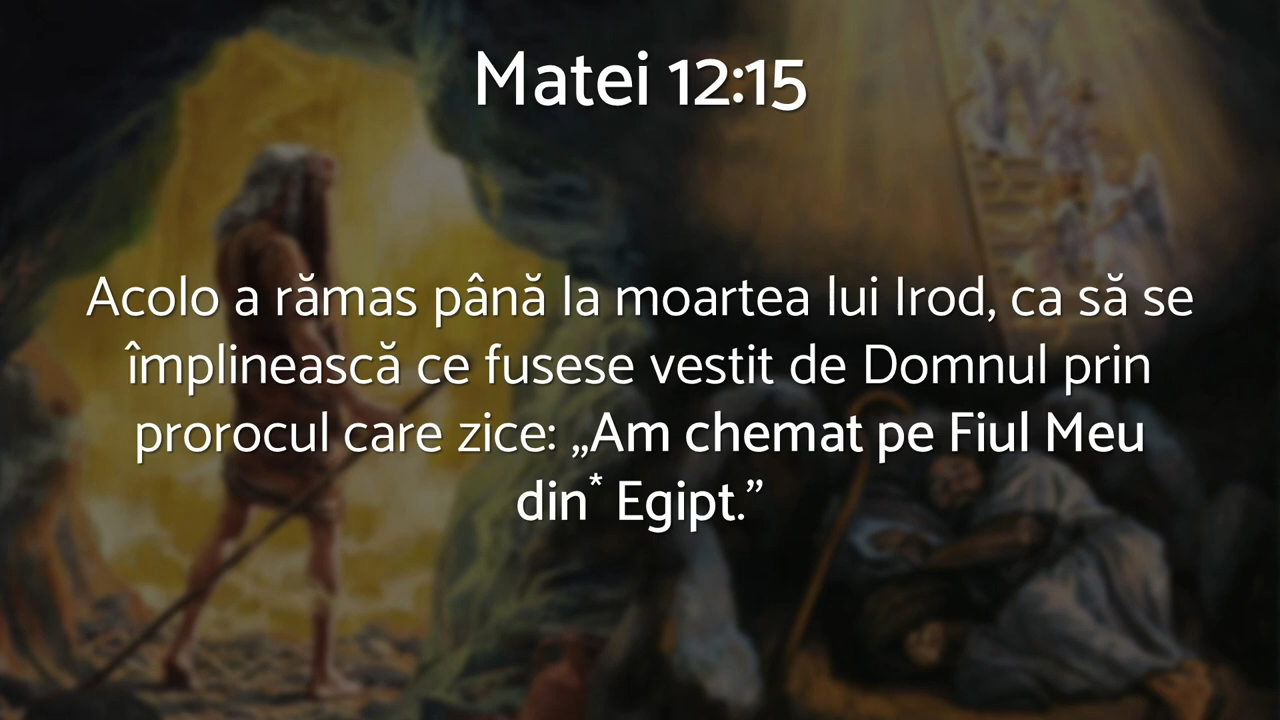 Matei 12:15
Acolo a rămas până la moartea lui Irod, ca să se
împlinească ce fusese vestit de Domnul prin
prorocul care zice: „Am chemat pe Fiul Meu
din* Egipt.”